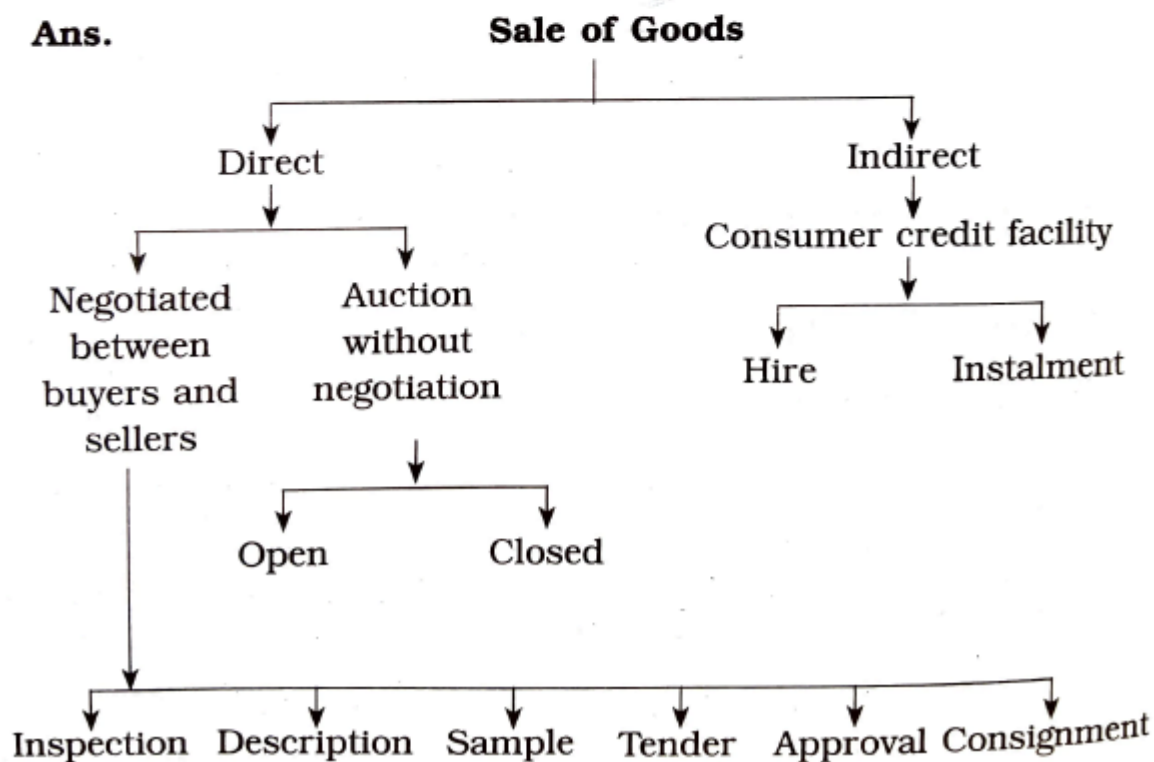 Ans. Sale of Goods
Direct Indirect
Consumer credit facility
Negotiated Auction
between without
buyers and negotiation
sellers
Hire Instalment
Open Closed
Inspection Description Sample Tender Approval Consignment